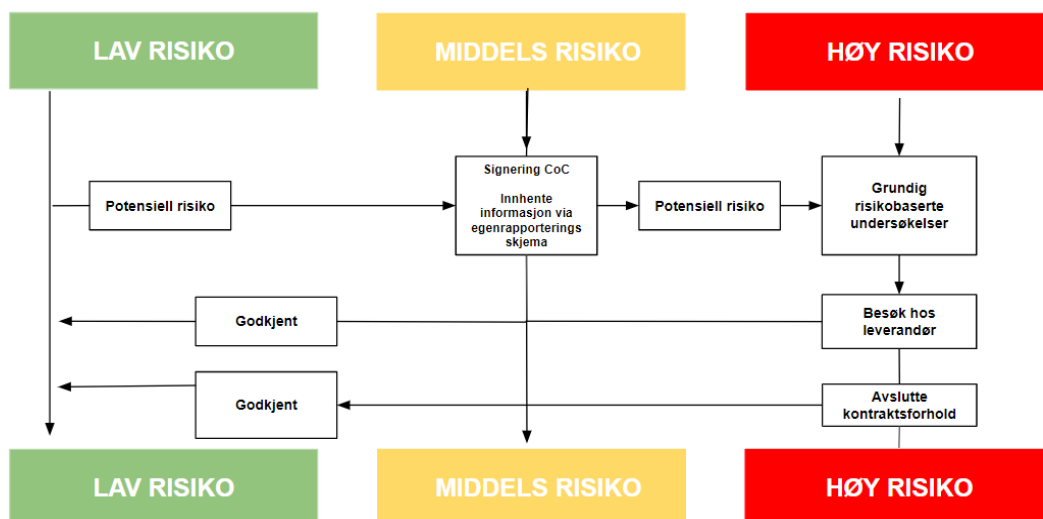 LAV RISIKO
MIDDELS RISIKO
HØY RISIKO
Signering CoC
Innhente
informasjon via
egenrapporterings
skjema
Potensiell risiko
Potensiell risiko
Grundig
risikobaserte
undersøkelser
Godkjent
Besøk hos
leverandør
Godkjent
Avslutte
kontraktsforhold
LAV RISIKO
MIDDELS RISIKO
HØY RISIKO